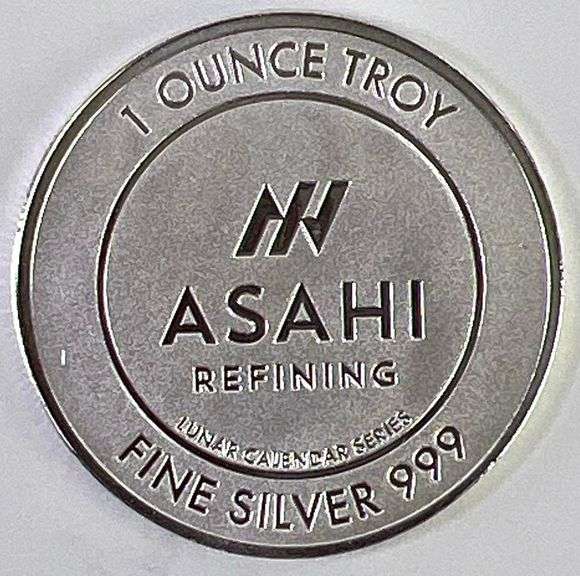 1 OUNCE TROY
ASAHI
REFINING
LUNAR CALENDAR SERIES
FINE SILVER 999